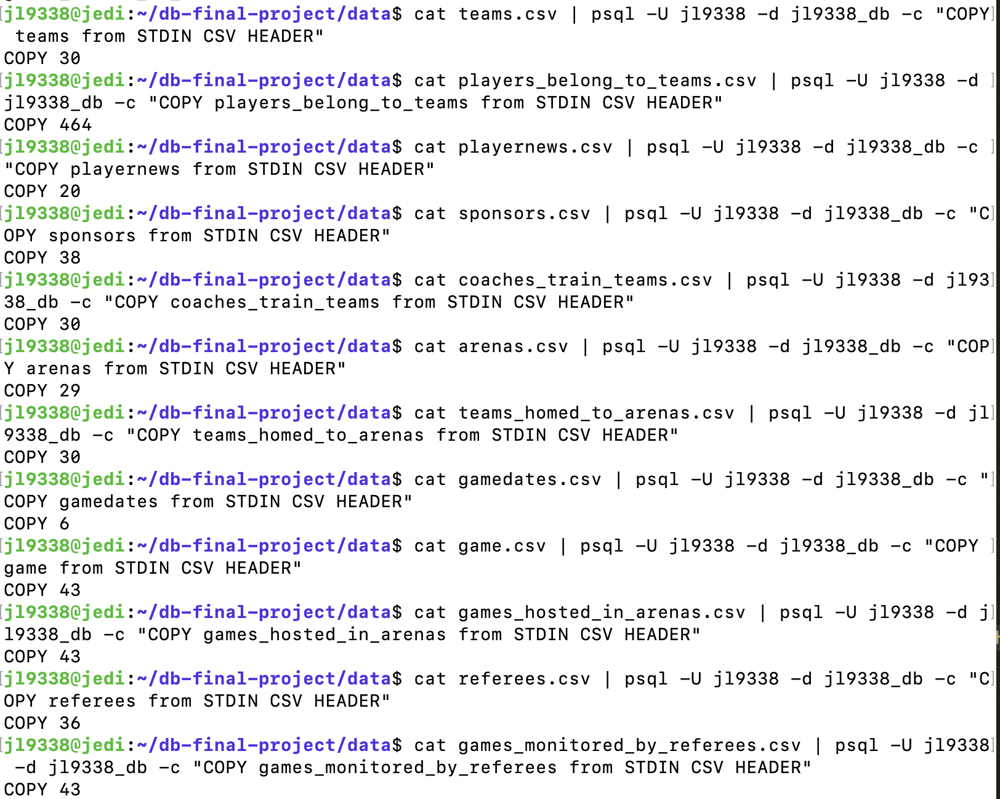 [jl9338@jedi:~/db-final-project/data$ cat teams.csv | psql -U jl9338 -d jl9338_db -c "COPY]
 teams from STDIN CSV HEADER"
COPY 30
[jl9338@jedi:~/db-final-project/data$ cat players_belong_to_teams.csv | psql -U jl9338 -d ]
jl9338_db -c "COPY players_belong_to_teams from STDIN CSV HEADER"
COPY 464
[jl9338@jedi:~/db-final-project/data$ cat playernews.csv | psql -U jl9338 -d jl9338_db -c ]
"COPY playernews from STDIN CSV HEADER"
COPY 20
[jl9338@jedi:~/db-final-project/data$ cat sponsors.csv | psql -U jl9338 -d jl9338_db -c "C]
OPY sponsors from STDIN CSV HEADER"
COPY 38
[jl9338@jedi:~/db-final-project/data$ cat coaches_train_teams.csv | psql -U jl9338 -d jl93]
38_db -c "COPY coaches_train_teams from STDIN CSV HEADER"
COPY 30
[jl9338@jedi:~/db-final-project/data$ cat arenas.csv | psql -U jl9338 -d jl9338_db -c "COP]
Y arenas from STDIN CSV HEADER"
COPY 29
[jl9338@jedi:~/db-final-project/data$ cat teams_homed_to_arenas.csv | psql -U jl9338 -d jl]
9338_db -c "COPY teams_homed_to_arenas from STDIN CSV HEADER"
COPY 30
[jl9338@jedi:~/db-final-project/data$ cat gamedates.csv | psql -U jl9338 -d jl9338_db -c "]
COPY gamedates from STDIN CSV HEADER"
COPY 6
[jl9338@jedi:~/db-final-project/data$ cat game.csv | psql -U jl9338 -d jl9338_db -c "COPY ]
game from STDIN CSV HEADER"
COPY 43
[jl9338@jedi:~/db-final-project/data$ cat games_hosted_in_arenas.csv | psql -U jl9338 -d j]
l9338_db -c "COPY games_hosted_in_arenas from STDIN CSV HEADER"
COPY 43
[jl9338@jedi:~/db-final-project/data$ cat referees.csv | psql -U jl9338 -d jl9338_db -c "C]
OPY referees from STDIN CSV HEADER"
COPY 36
[jl9338@jedi:~/db-final-project/data$ cat games_monitored_by_referees.csv | psql -U jl9338]
 -d jl9338_db -c "COPY games_monitored_by_referees from STDIN CSV HEADER"
COPY 43